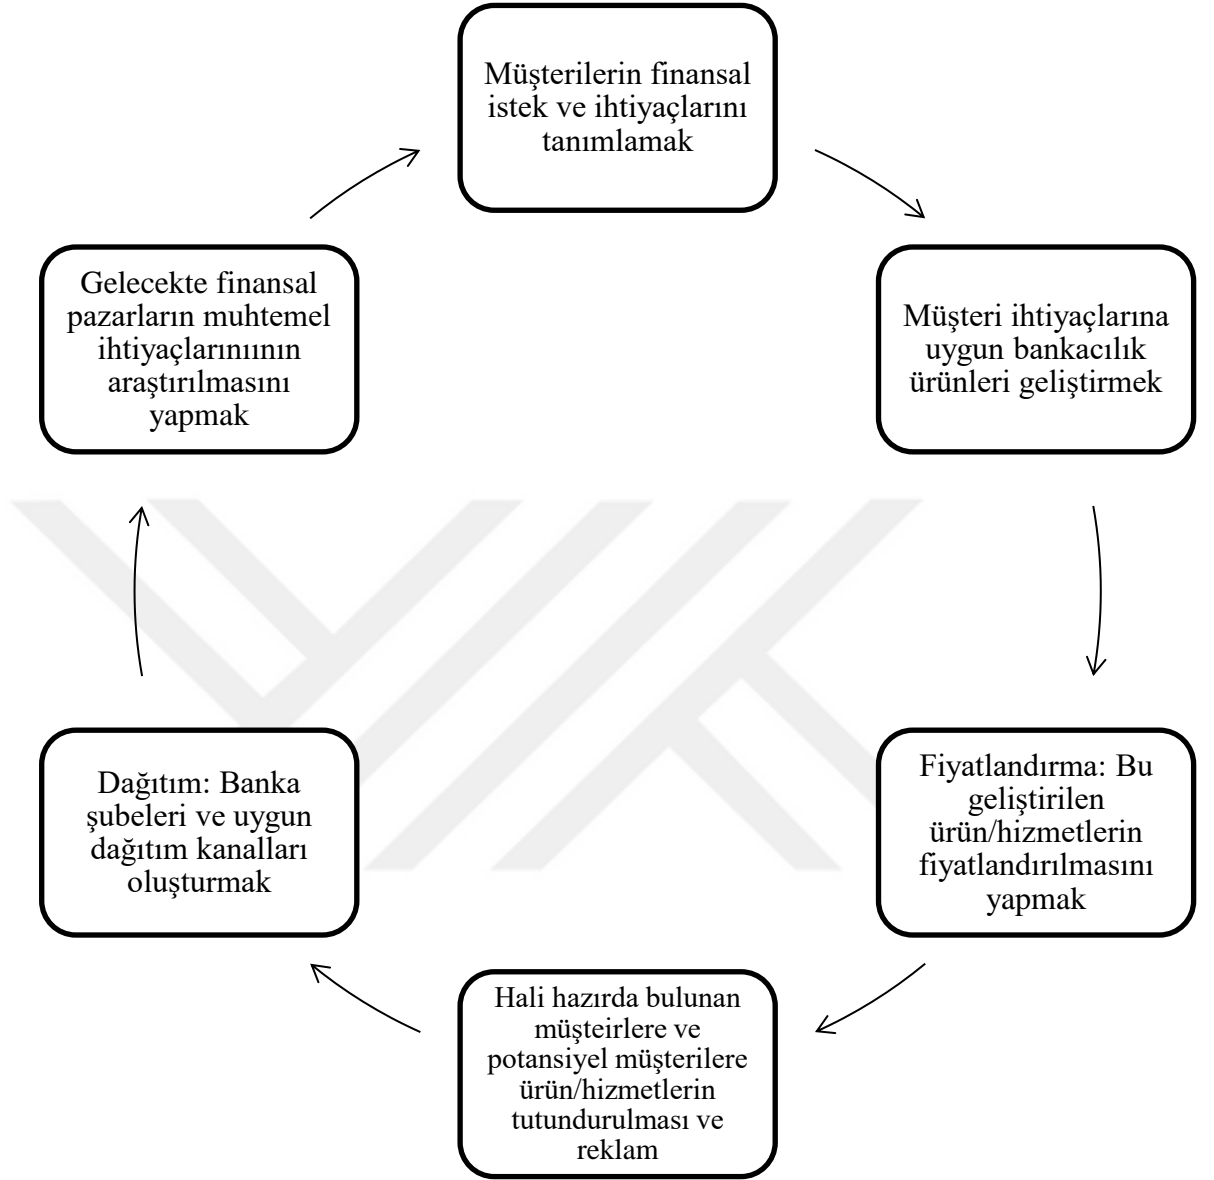 Müşterilerin finansal
istek ve ihtiyaçlarını
tanımlamak
Müşteri ihtiyaçlarına
uygun bankacılık
ürünleri geliştirmek
Fiyatlandırma: Bu
geliştirilen
ürün/hizmetlerin
fiyatlandırılmasını
yapmak
Hali hazırda bulunan
müşteirlere ve
potansiyel müşterilere
ürün/hizmetlerin
tutundurulması ve
reklam
Dağıtım: Banka
şubeleri ve uygun
dağıtım kanalları
oluşturmak
Gelecekte finansal
pazarların muhtemel
ihtiyaçlarınıının
araştırılmasını
yapmak